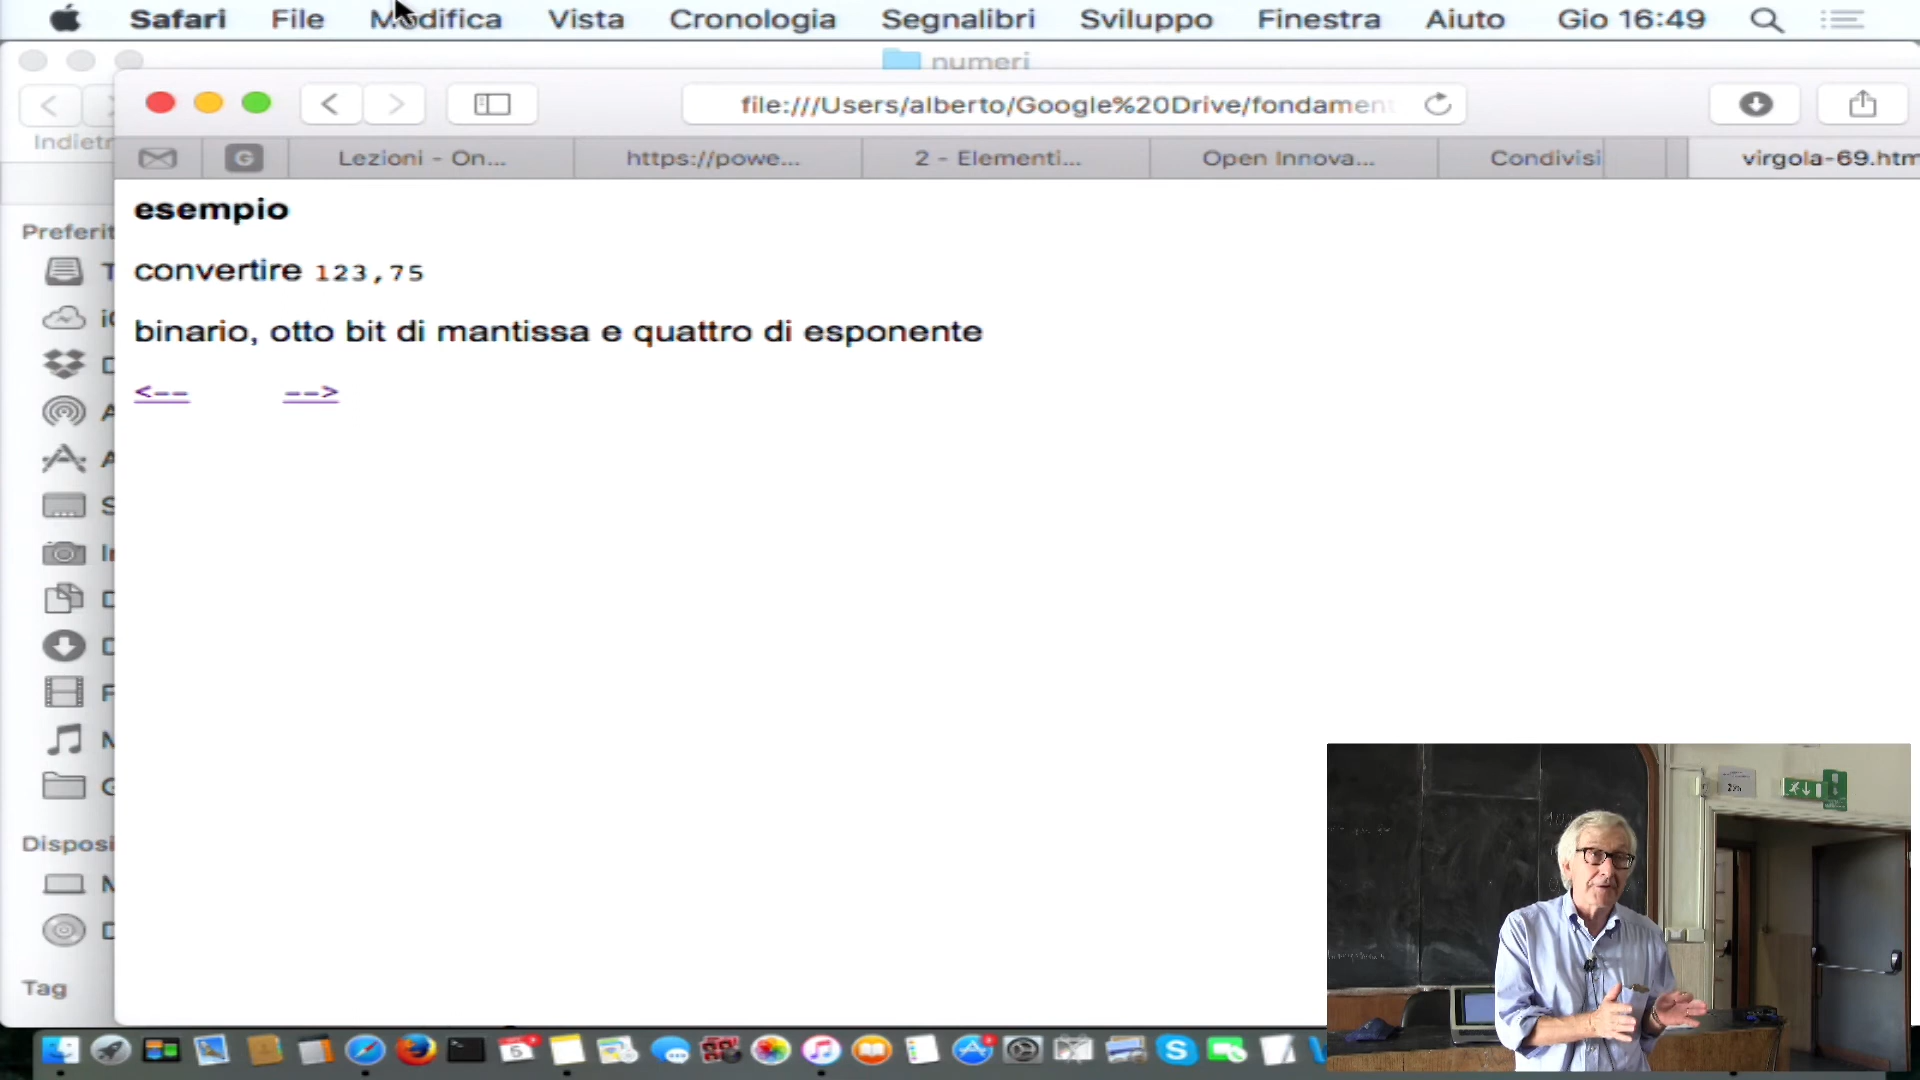 Safari File Modifica Vista Cronologia Segnalibri Sviluppo Finestra Aiuto Gio 16:49
numeri
file:///Users/alberto/Google%20Drive/fondament
Lezioni - On... https://powe... 2 - Elementi... Open Innova... Condivisi virgola-69.htm
esempio
convertire 123,75
binario, otto bit di mantissa e quattro di esponente
<-- -->
Indietr
Preferit
Disposi
Tag